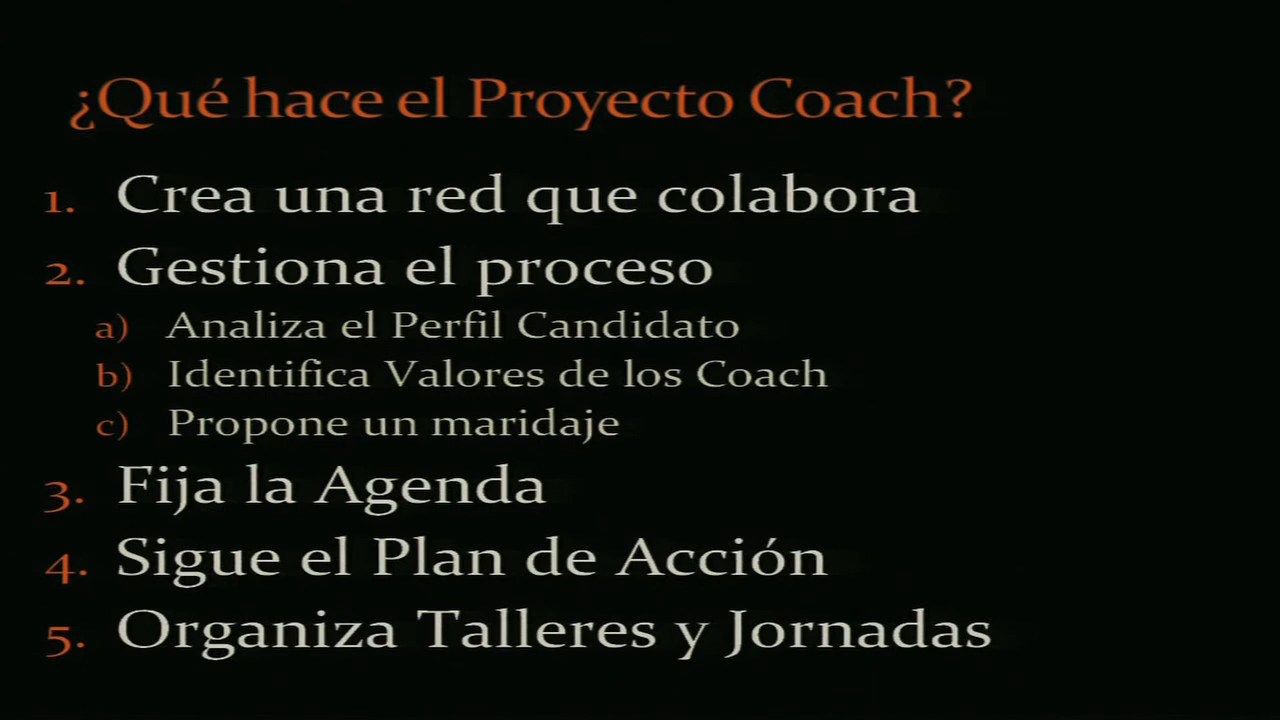 ¿Qué hace el Proyecto Coach?
1. Crea una red que colabora
2. Gestiona el proceso
a) Analiza el Perfil Candidato
b) Identifica Valores de los Coach
c) Propone un maridaje
3. Fija la Agenda
4. Sigue el Plan de Acción
5. Organiza Talleres y Jornadas